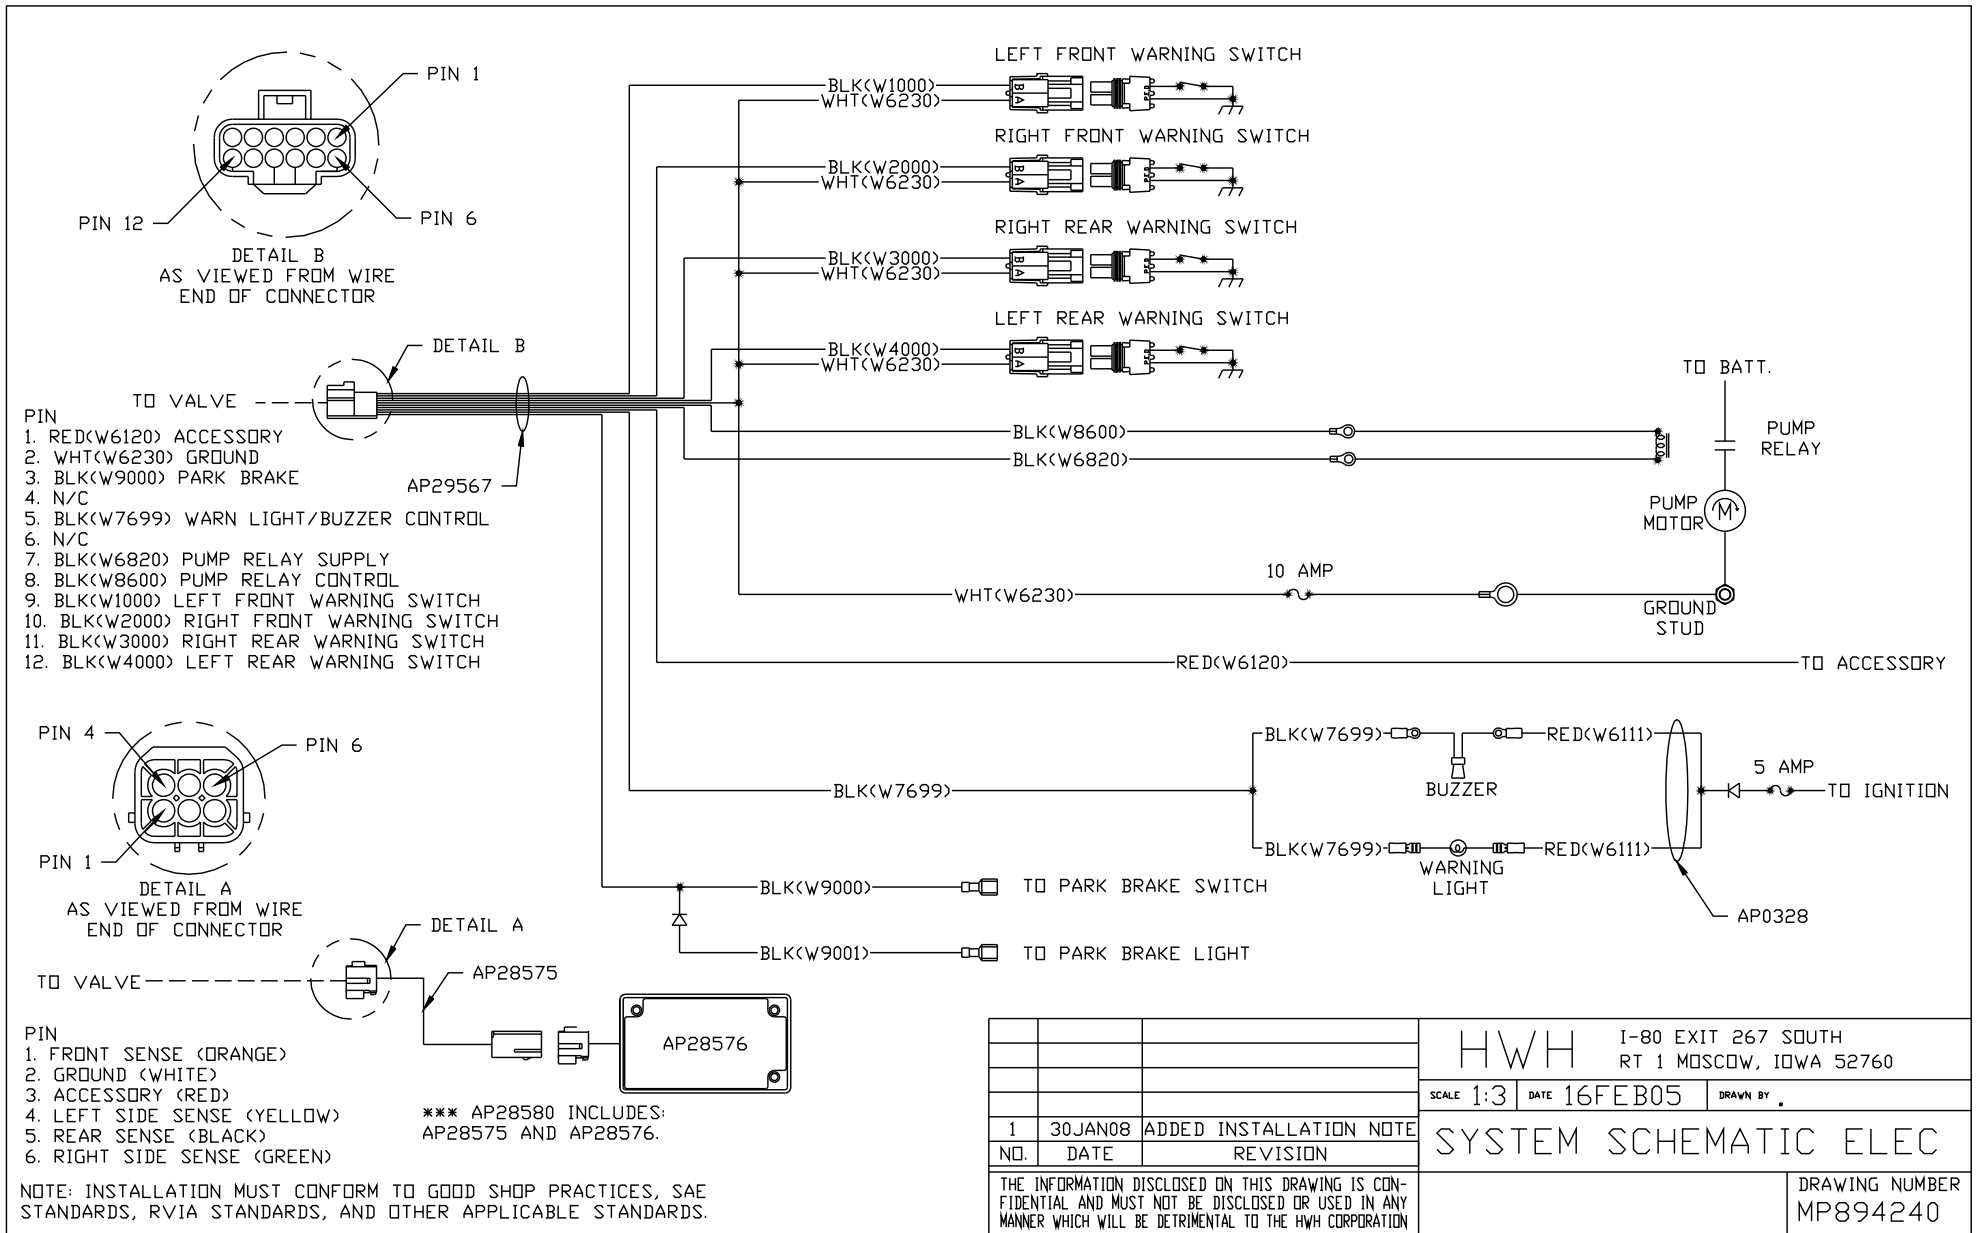 PIN 1
PIN 12
PIN 6
DETAIL B
AS VIEWED FROM WIRE
END OF CONNECTOR
LEFT FRONT WARNING SWITCH
BLK(W1000)
WHT(W6230)
B
A
RIGHT FRONT WARNING SWITCH
BLK(W2000)
WHT(W6230)
B
A
RIGHT REAR WARNING SWITCH
BLK(W3000)
WHT(W6230)
B
A
LEFT REAR WARNING SWITCH
BLK(W4000)
WHT(W6230)
B
A
DETAIL B
TO VALVE
AP29567
PIN
1. RED(W6120) ACCESSORY
2. WHT(W6230) GROUND
3. BLK(W9000) PARK BRAKE
4. N/C
5. BLK(W7699) WARN LIGHT/BUZZER CONTROL
6. N/C
7. BLK(W6820) PUMP RELAY SUPPLY
8. BLK(W8600) PUMP RELAY CONTROL
9. BLK(W1000) LEFT FRONT WARNING SWITCH
10. BLK(W2000) RIGHT FRONT WARNING SWITCH
11. BLK(W3000) RIGHT REAR WARNING SWITCH
12. BLK(W4000) LEFT REAR WARNING SWITCH
BLK(W8600)
BLK(W6820)
TO BATT.
PUMP
RELAY
PUMP
MOTOR
M
10 AMP
WHT(W6230)
GROUND
STUD
RED(W6120)
TO ACCESSORY
BLK(W7699)
BLK(W7699)
BUZZER
RED(W6111)
5 AMP
TO IGNITION
BLK(W7699)
WARNING
LIGHT
RED(W6111)
AP0328
BLK(W9000)
TO PARK BRAKE SWITCH
BLK(W9001)
TO PARK BRAKE LIGHT
PIN 4
PIN 6
PIN 1
DETAIL A
AS VIEWED FROM WIRE
END OF CONNECTOR
DETAIL A
TO VALVE
AP28575
AP28576
PIN
1. FRONT SENSE (ORANGE)
2. GROUND (WHITE)
3. ACCESSORY (RED)
4. LEFT SIDE SENSE (YELLOW)
5. REAR SENSE (BLACK)
6. RIGHT SIDE SENSE (GREEN)
*** AP28580 INCLUDES:
AP28575 AND AP28576.
NOTE: INSTALLATION MUST CONFORM TO GOOD SHOP PRACTICES, SAE
STANDARDS, RVIA STANDARDS, AND OTHER APPLICABLE STANDARDS.
1 30JAN08 ADDED INSTALLATION NOTE
NO. DATE REVISION
THE INFORMATION DISCLOSED ON THIS DRAWING IS CON-
FIDENTIAL AND MUST NOT BE DISCLOSED OR USED IN ANY
MANNER WHICH WILL BE DETRIMENTAL TO THE HWH CORPORATION
HWH
I-80 EXIT 267 SOUTH
RT 1 MOSCOW, IOWA 52760
SCALE 1:3 DATE 16FEB05 DRAWN BY .
SYSTEM SCHEMATIC ELEC
DRAWING NUMBER
MP894240